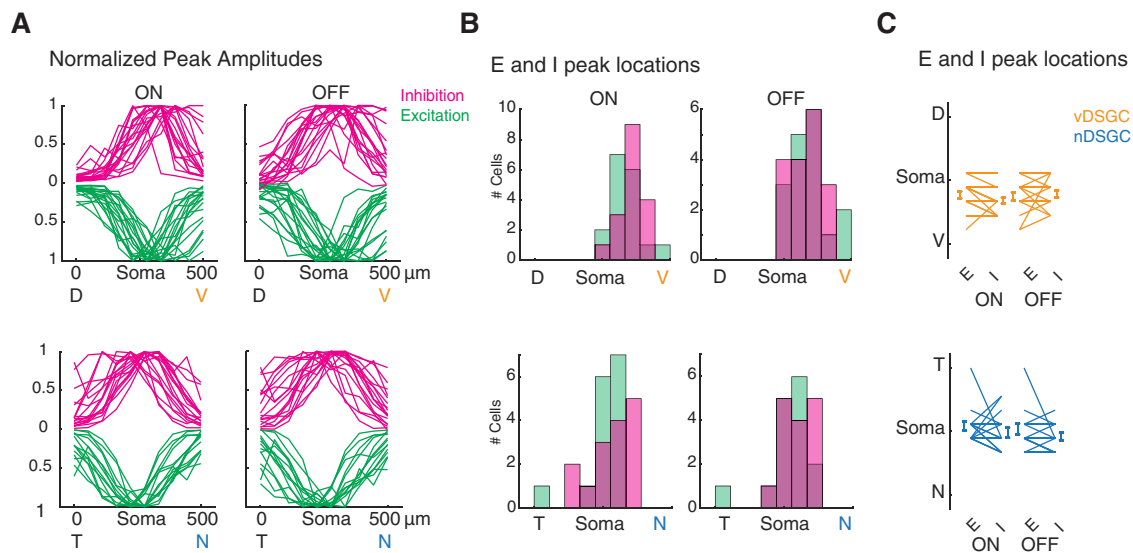 A
B
C
Normalized Peak Amplitudes
E and I peak locations
E and I peak locations
ON
OFF
Inhibition
Excitation
1
0.5
0
0.5
1
0
Soma
500
0
Soma
500
µm
D
V
D
V
ON
OFF
# Cells
10
8
6
4
2
0
6
4
2
0
D
Soma
V
D
Soma
V
vDSGC
nDSGC
D
Soma
V
E
I
E
I
ON
OFF
1
0.5
0
0.5
1
0
Soma
500
0
Soma
500
µm
T
N
T
N
# Cells
6
4
2
0
6
4
2
0
T
Soma
N
T
Soma
N
T
Soma
N
E
I
E
I
ON
OFF